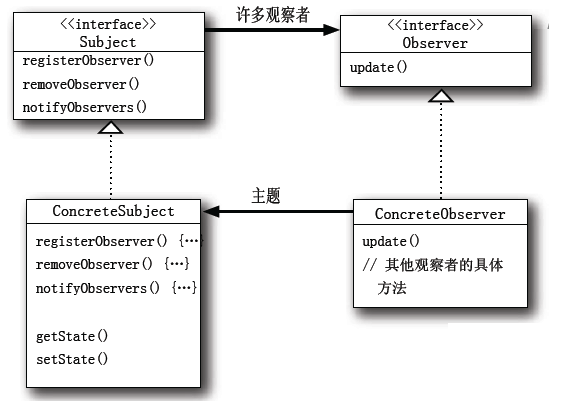 <<interface>>
Subject
registerObserver()
removeObserver()
notifyObservers()
许多观察者
<<interface>>
Observer
update()
主题
ConcreteSubject
registerObserver() {…}
removeObserver() {…}
notifyObservers() {…}
getState()
setState()
ConcreteObserver
update()
// 其他观察者的具体
方法